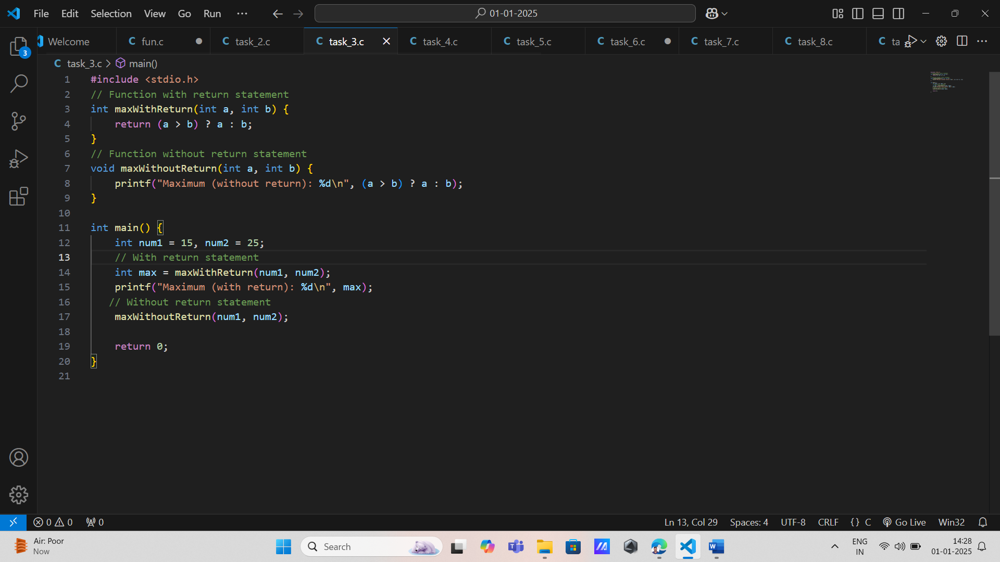 File Edit Selection View Go Run ··· 01-01-2025
Welcome C fun.c C task_2.c C task_3.c C task_4.c C task_5.c C task_6.c C task_7.c C task_8.c C ta
C task_3.c > main()
3
1 #include <stdio.h>
2 // Function with return statement
3 int maxWithReturn(int a, int b) {
4 return (a > b) ? a : b;
5 }
6 // Function without return statement
7 void maxWithoutReturn(int a, int b) {
8 printf("Maximum (without return): %d\n", (a > b) ? a : b);
9 }
10
11 int main() {
12 int num1 = 15, num2 = 25;
13 // With return statement
14 int max = maxWithReturn(num1, num2);
15 printf("Maximum (with return): %d\n", max);
16 // Without return statement
17 maxWithoutReturn(num1, num2);
18
19 return 0;
20 }
21
0 0 0 Ln 13, Col 29 Spaces: 4 UTF-8 CRLF {} C Go Live Win32
Air: Poor
Now
Search
ENG
IN
14:28
01-01-2025